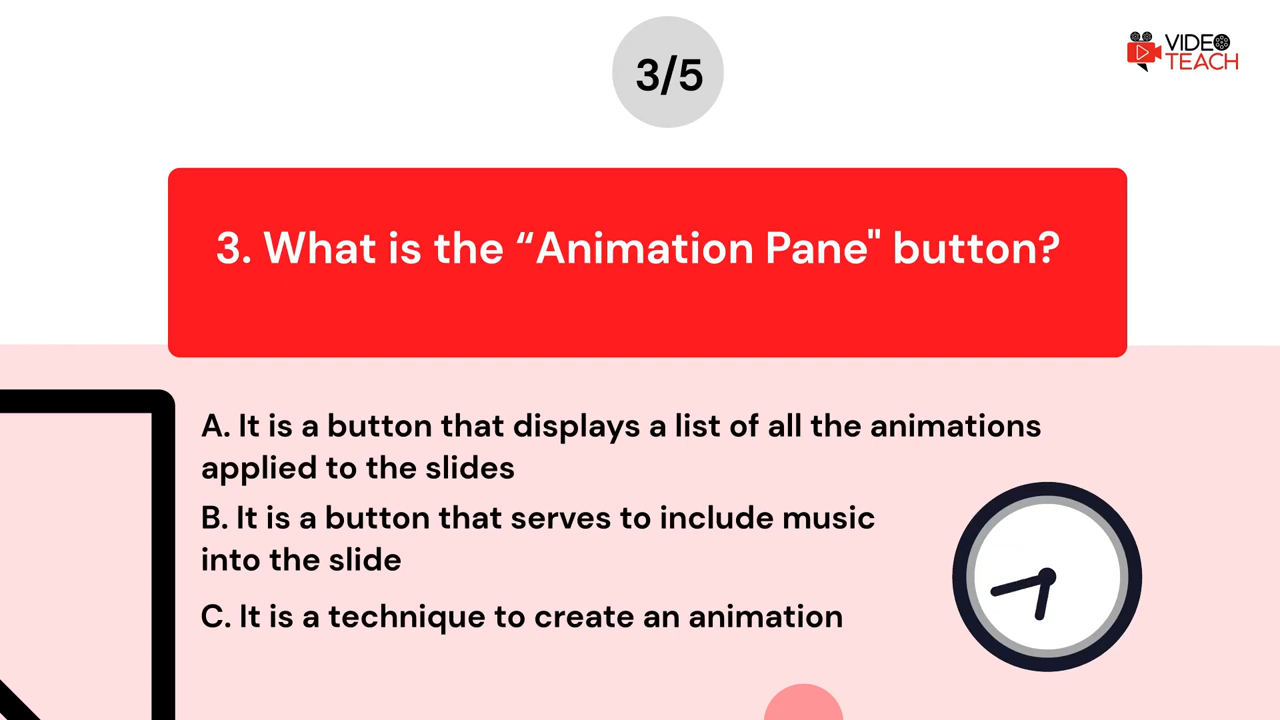 3/5
VIDEO
TEACH
3. What is the “Animation Pane" button?
A. It is a button that displays a list of all the animations
applied to the slides
B. It is a button that serves to include music
into the slide
C. It is a technique to create an animation